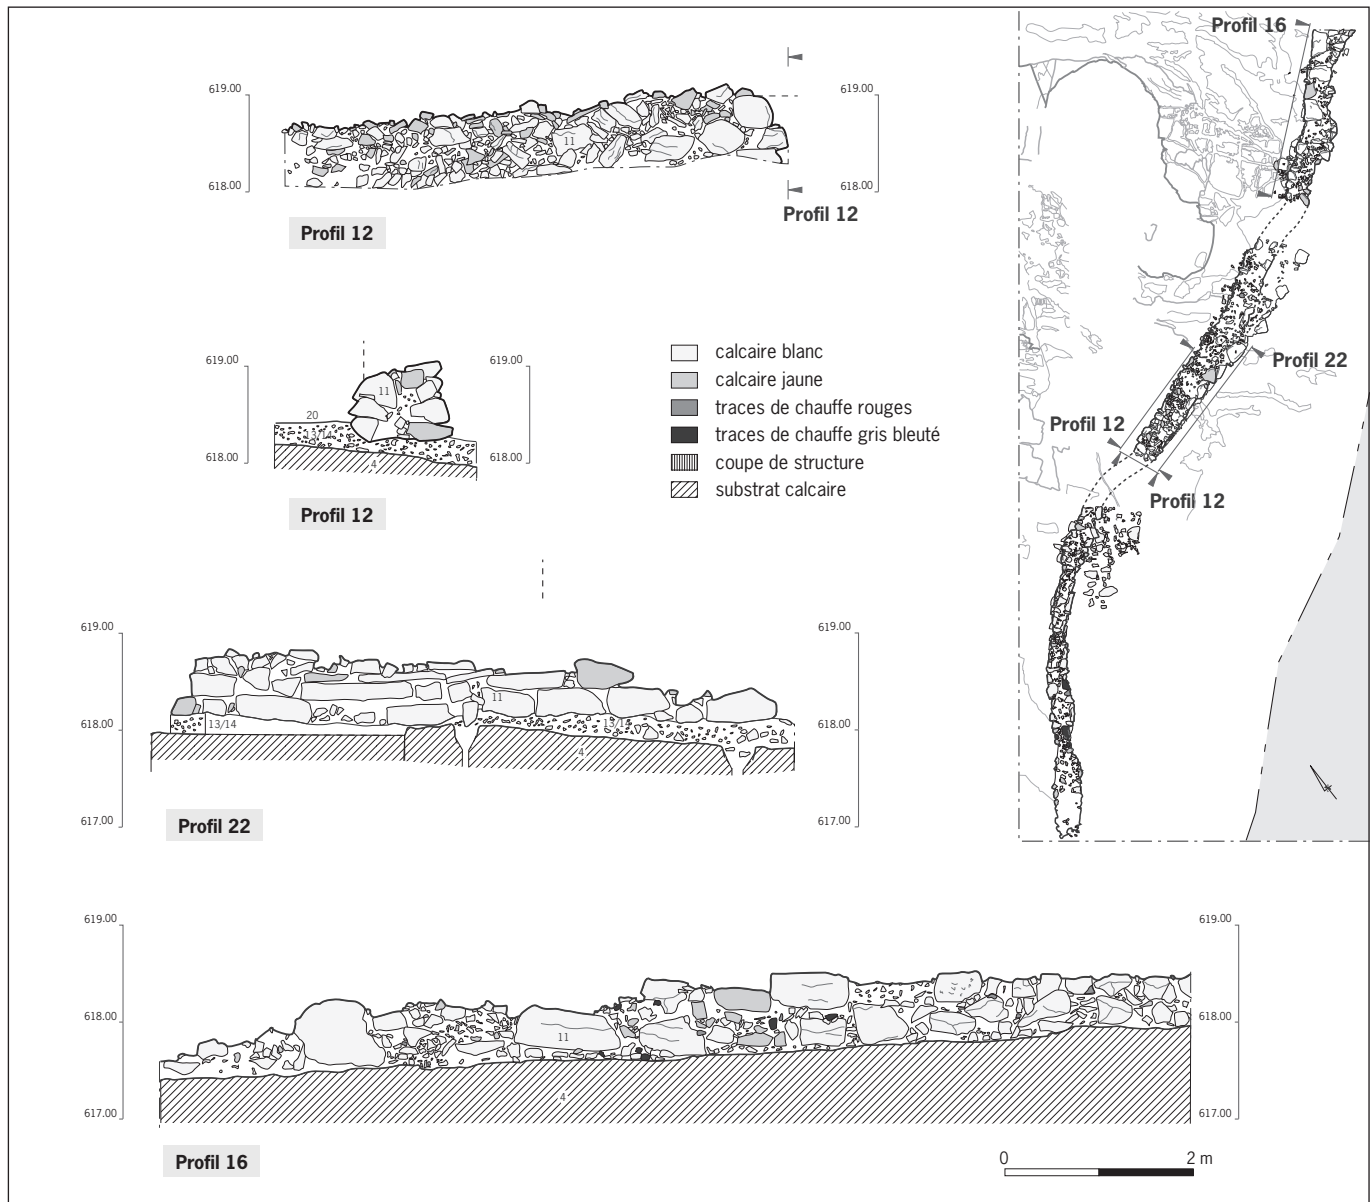 619.00
618.00
11
619.00
618.00
Profil 12
Profil 12
619.00
618.00
11
20
13/14
4
619.00
618.00
Profil 12
calcaire blanc
calcaire jaune
traces de chauffe rouges
traces de chauffe gris bleuté
coupe de structure
substrat calcaire
Profil 16
Profil 22
Profil 12
Profil 12
619.00
618.00
617.00
11
13/14
13/14
4
619.00
618.00
617.00
Profil 22
619.00
618.00
617.00
11
4
619.00
618.00
617.00
Profil 16
0 2 m